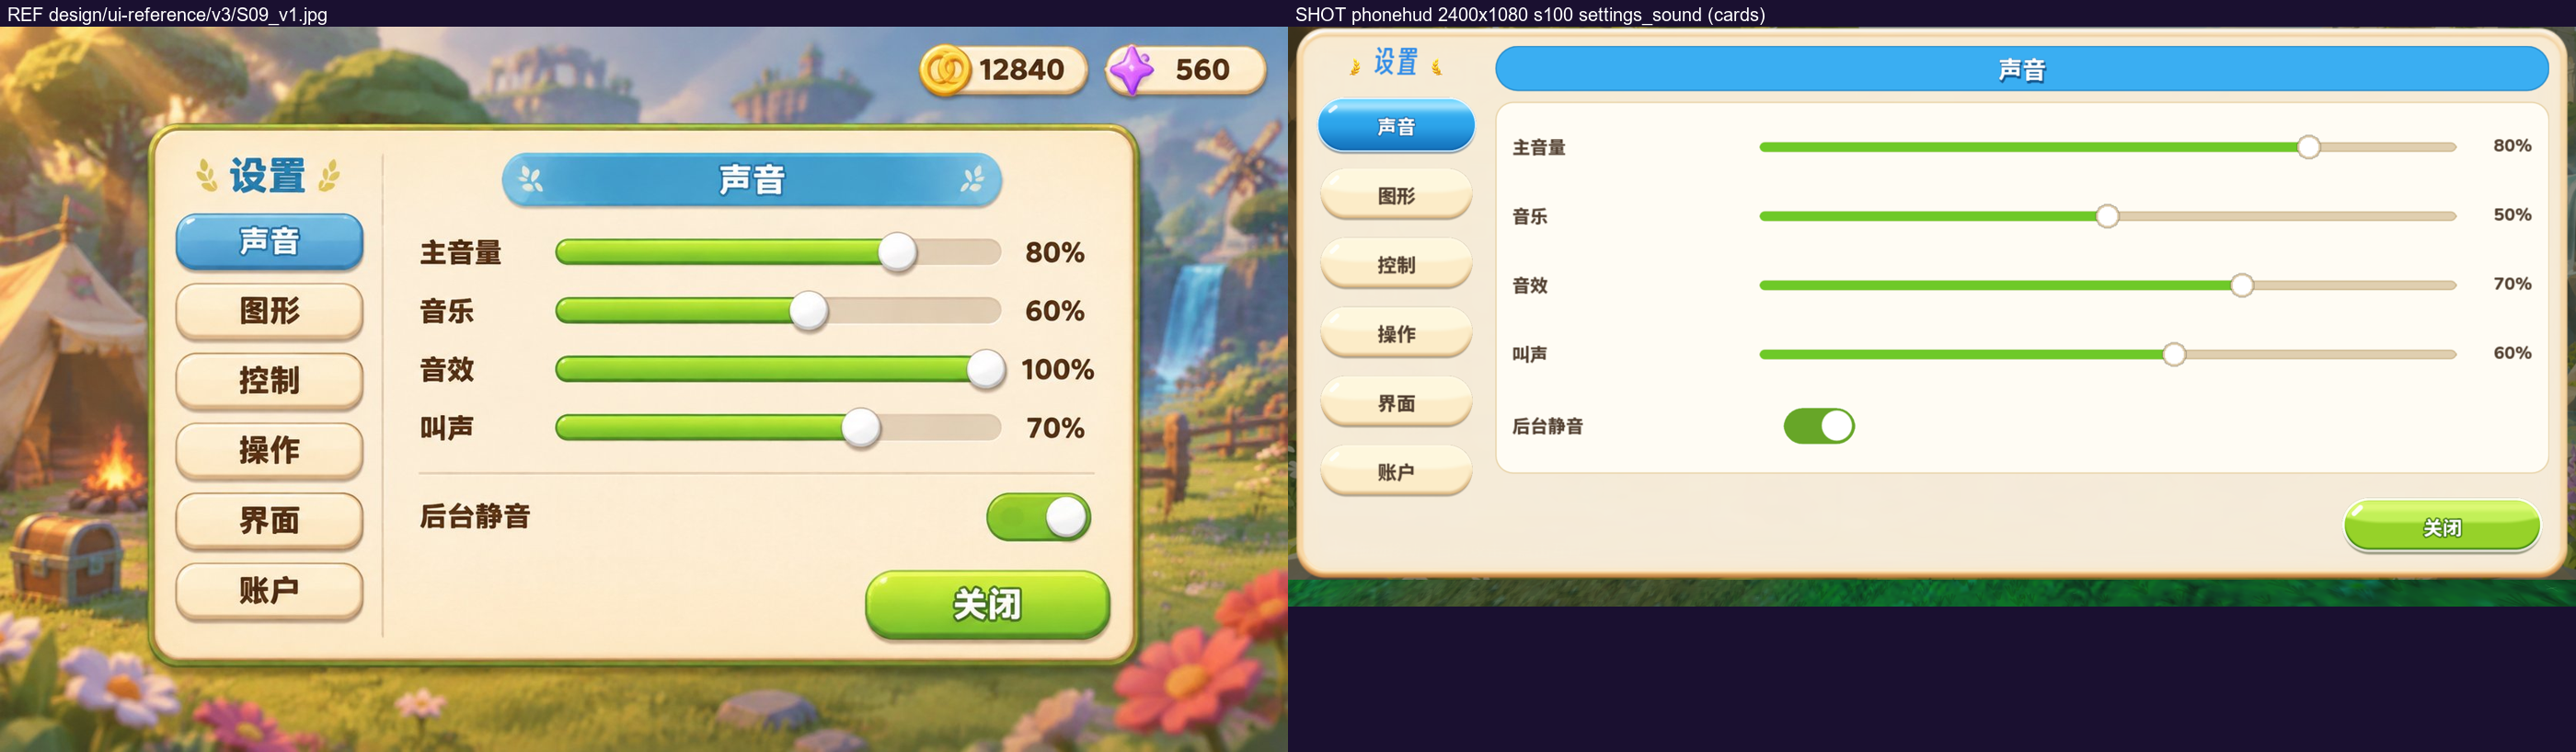 REF design/ui-reference/v3/S09_v1.jpg
12840
560
设置
声音
图形
控制
操作
界面
账户
声音
主音量 80%
音乐 60%
音效 100%
叫声 70%
后台静音
关闭
SHOT phonehud 2400x1080 s100 settings_sound (cards)
设置
声音
图形
控制
操作
界面
账户
声音
主音量 80%
音乐 50%
音效 70%
叫声 60%
后台静音
关闭